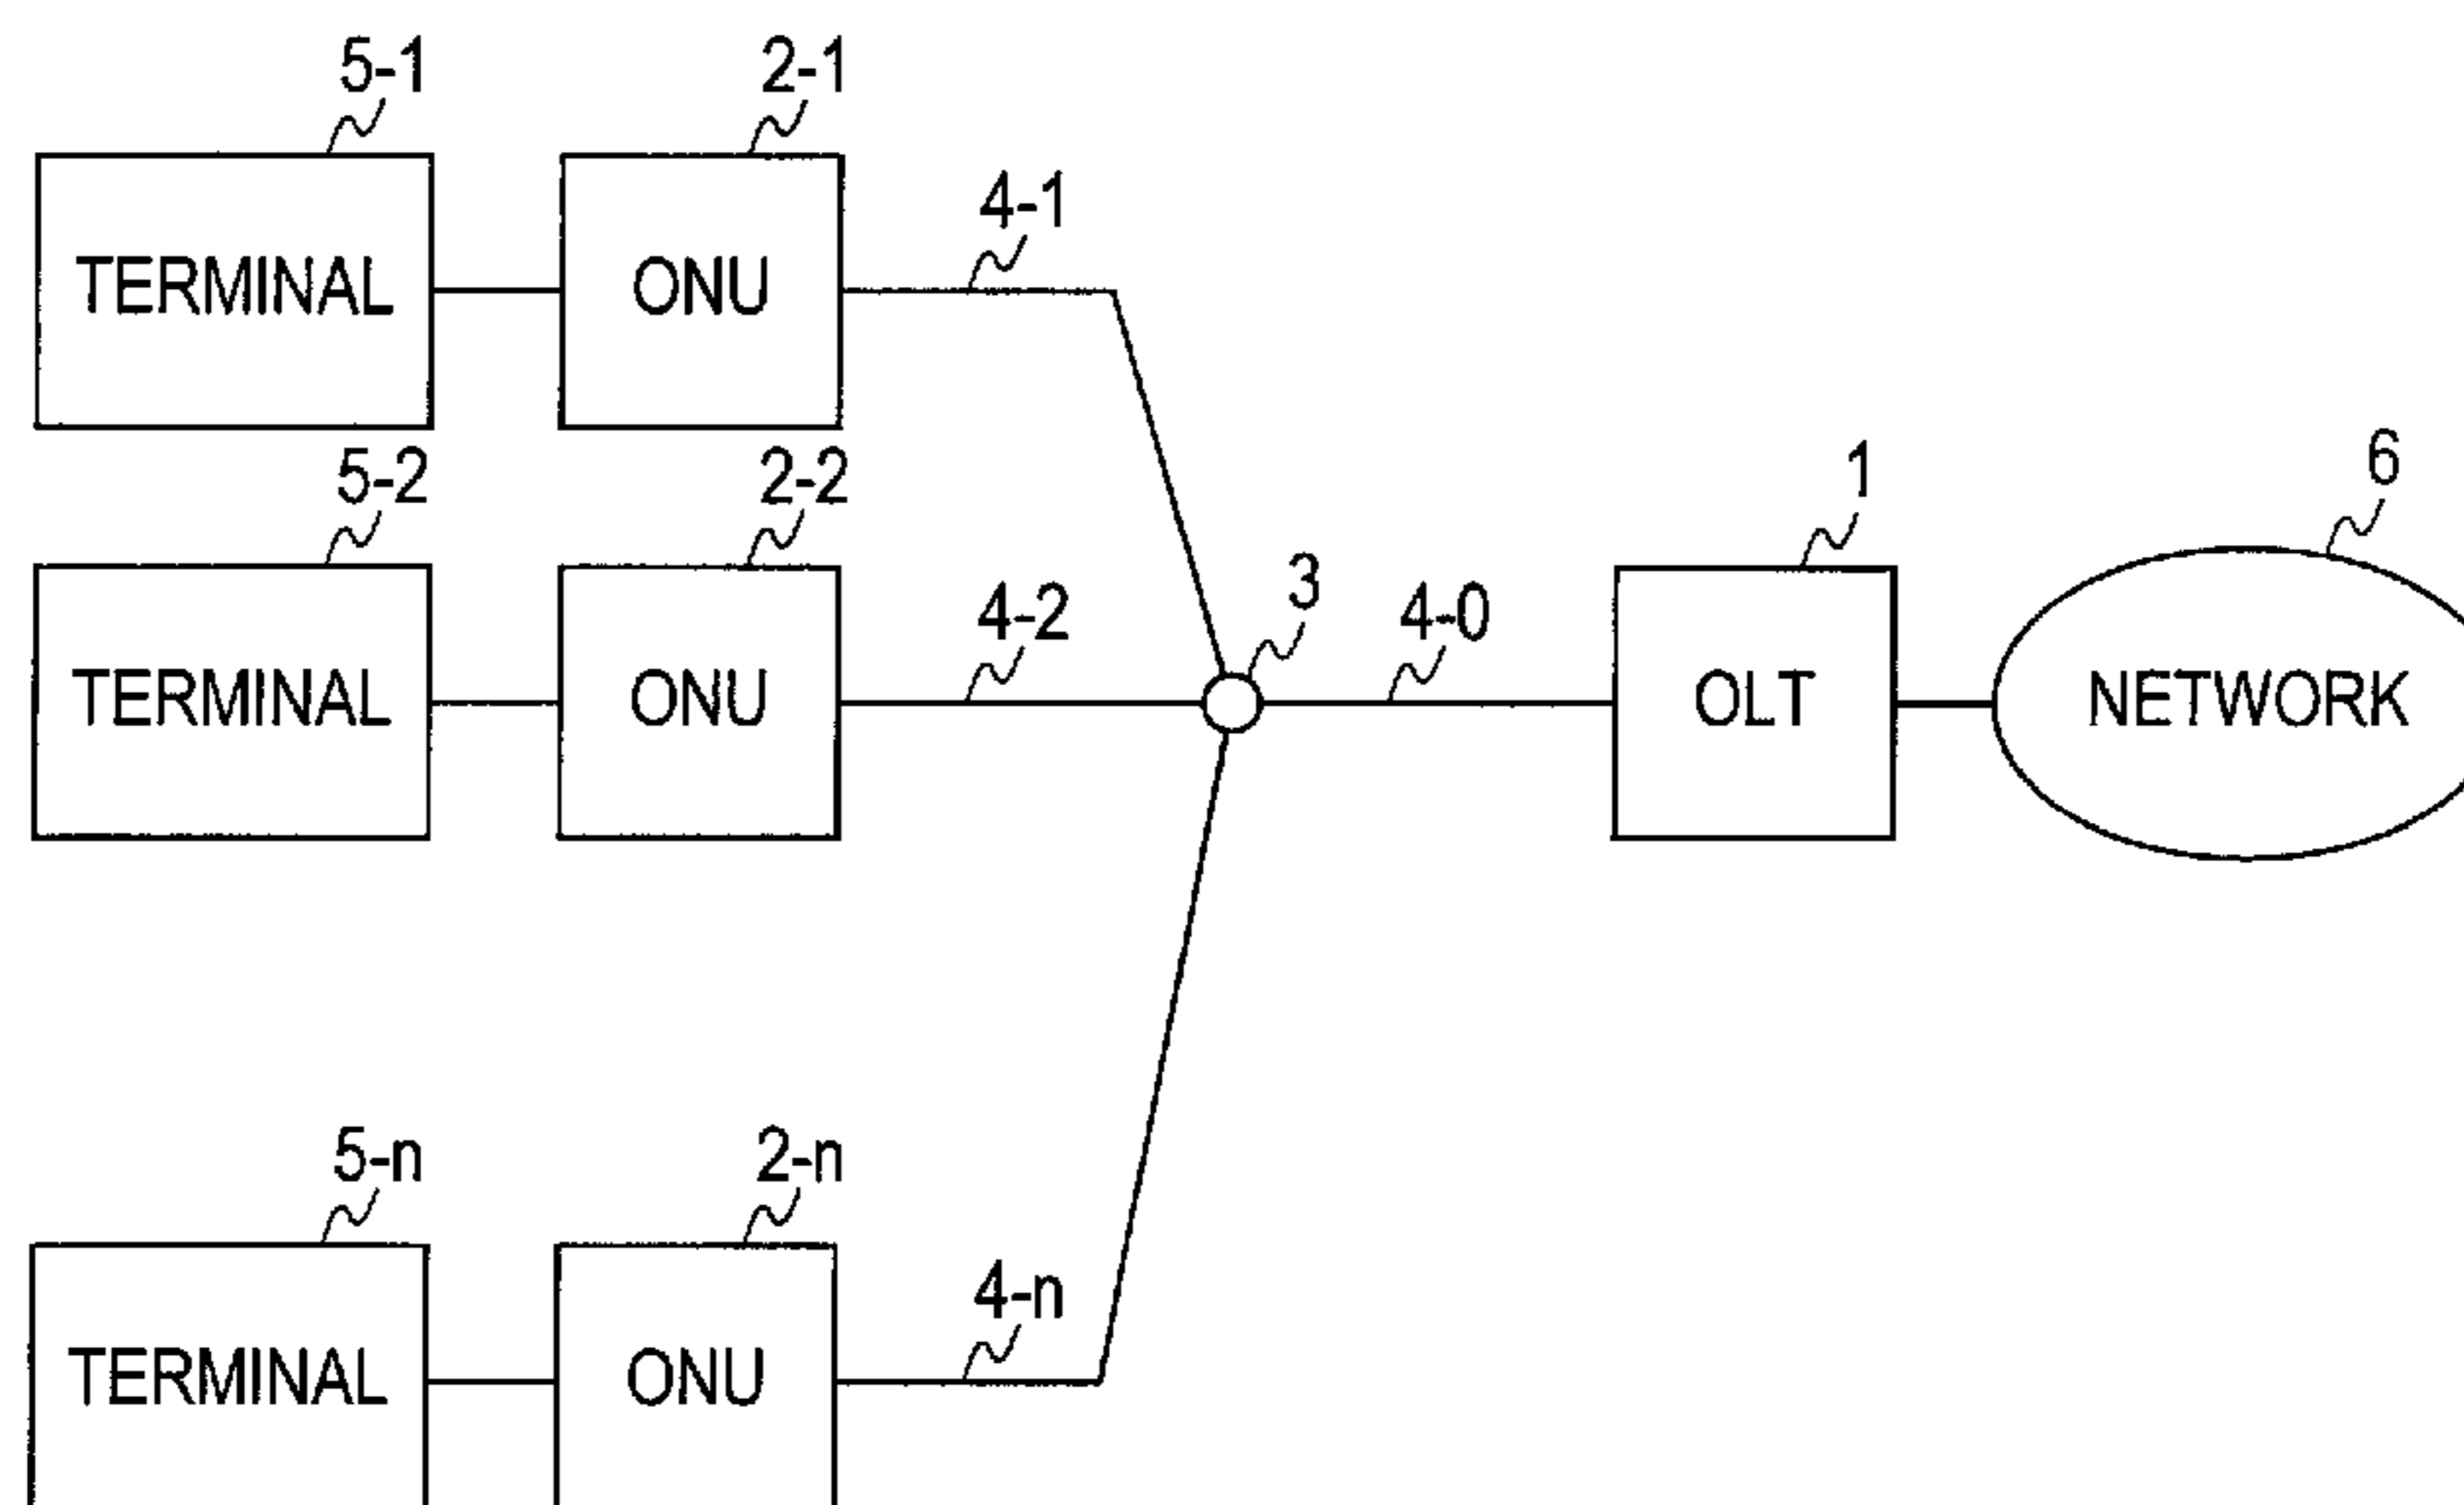 5-1 2-1
4-1
TERMINAL ONU
5-2 2-2 1 6
4-2 3 4-0
TERMINAL ONU OLT NETWORK
5-n 2-n
4-n
TERMINAL ONU